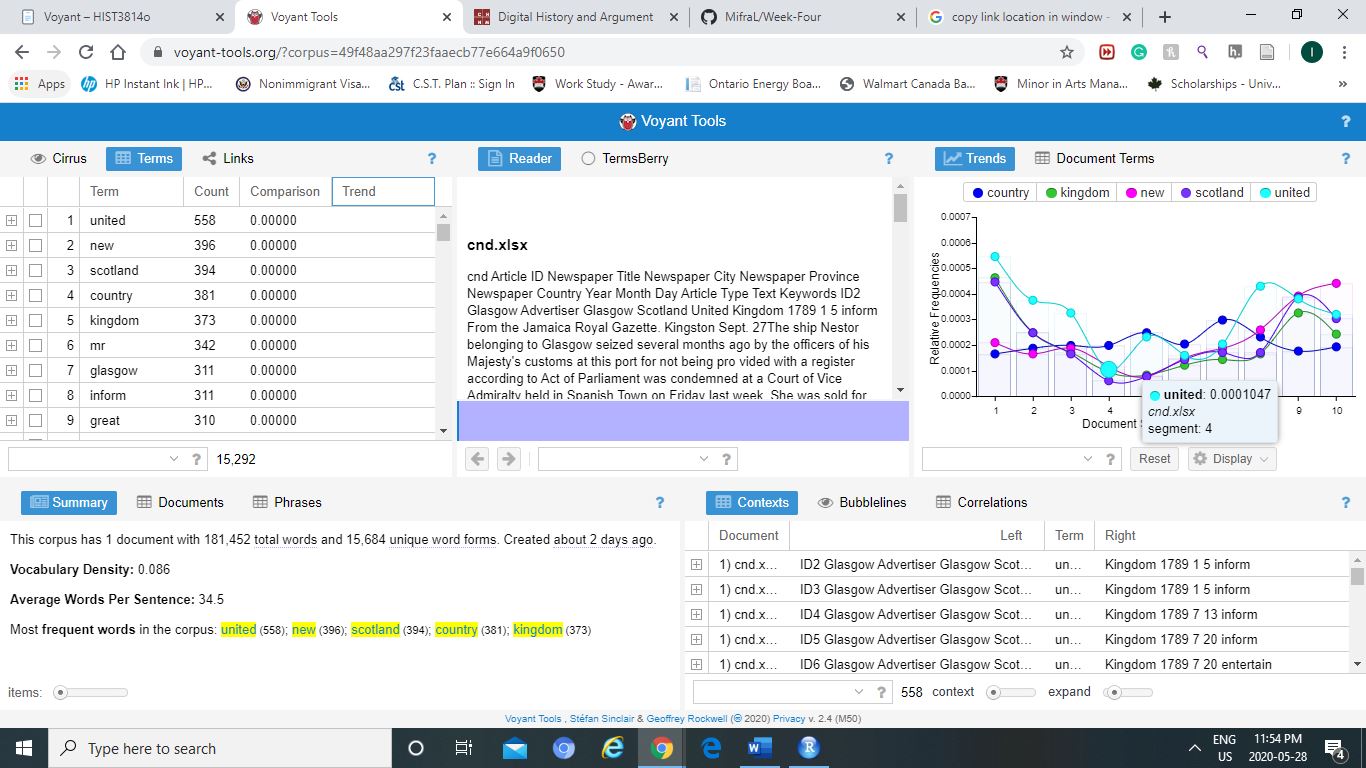 Voyant – HIST3814o
Voyant Tools
Digital History and Argument
MifraL/Week-Four
copy link location in window -
voyant-tools.org/?corpus=49f48aa297f23faaecb77e664a9f0650
Apps
HP Instant Ink | HP...
Nonimmigrant Visa...
C.S.T. Plan :: Sign In
Work Study - Awar...
Ontario Energy Boa...
Walmart Canada Ba...
Minor in Arts Mana...
Scholarships - Univ...
»
Voyant Tools
?
Cirrus
Terms
Links
?
Term Count Comparison Trend
1 united 558 0.00000
2 new 396 0.00000
3 scotland 394 0.00000
4 country 381 0.00000
5 kingdom 373 0.00000
6 mr 342 0.00000
7 glasgow 311 0.00000
8 inform 311 0.00000
9 great 310 0.00000
? 15,292
Reader
TermsBerry
?
cnd.xlsx
cnd Article ID Newspaper Title Newspaper City Newspaper Province
Newspaper Country Year Month Day Article Type Text Keywords ID2
Glasgow Advertiser Glasgow Scotland United Kingdom 1789 1 5 inform
From the Jamaica Royal Gazette. Kingston Sept. 27The ship Nestor
belonging to Glasgow seized several months ago by the officers of his
Majesty's customs at this port for not being pro vided with a register
according to Act of Parliament was condemned at a Court of Vice
Admiralty held in Spanish Town on Friday last week. She was sold for
?
Trends
Document Terms
?
country kingdom new scotland united
Relative Frequencies
0.0007
0.0006
0.0005
0.0004
0.0003
0.0002
0.0001
0.0000
1 2 3 4 9 10
Document S
united: 0.0001047
cnd.xlsx
segment: 4
?
Reset
Display
Summary
Documents
Phrases
?
This corpus has 1 document with 181,452 total words and 15,684 unique word forms. Created about 2 days ago.
Vocabulary Density: 0.086
Average Words Per Sentence: 34.5
Most frequent words in the corpus: united (558); new (396); scotland (394); country (381); kingdom (373)
items:
Contexts
Bubblelines
Correlations
?
Document Left Term Right
1) cnd.x... ID2 Glasgow Advertiser Glasgow Scot... un... Kingdom 1789 1 5 inform
1) cnd.x... ID3 Glasgow Advertiser Glasgow Scot... un... Kingdom 1789 1 5 inform
1) cnd.x... ID4 Glasgow Advertiser Glasgow Scot... un... Kingdom 1789 7 13 inform
1) cnd.x... ID5 Glasgow Advertiser Glasgow Scot... un... Kingdom 1789 7 20 inform
1) cnd.x... ID6 Glasgow Advertiser Glasgow Scot... un... Kingdom 1789 7 20 entertain
? 558 context expand
Voyant Tools , Stéfan Sinclair & Geoffrey Rockwell (© 2020) Privacy v. 2.4 (M50)
Type here to search
ENG
US
11:54 PM
2020-05-28
4